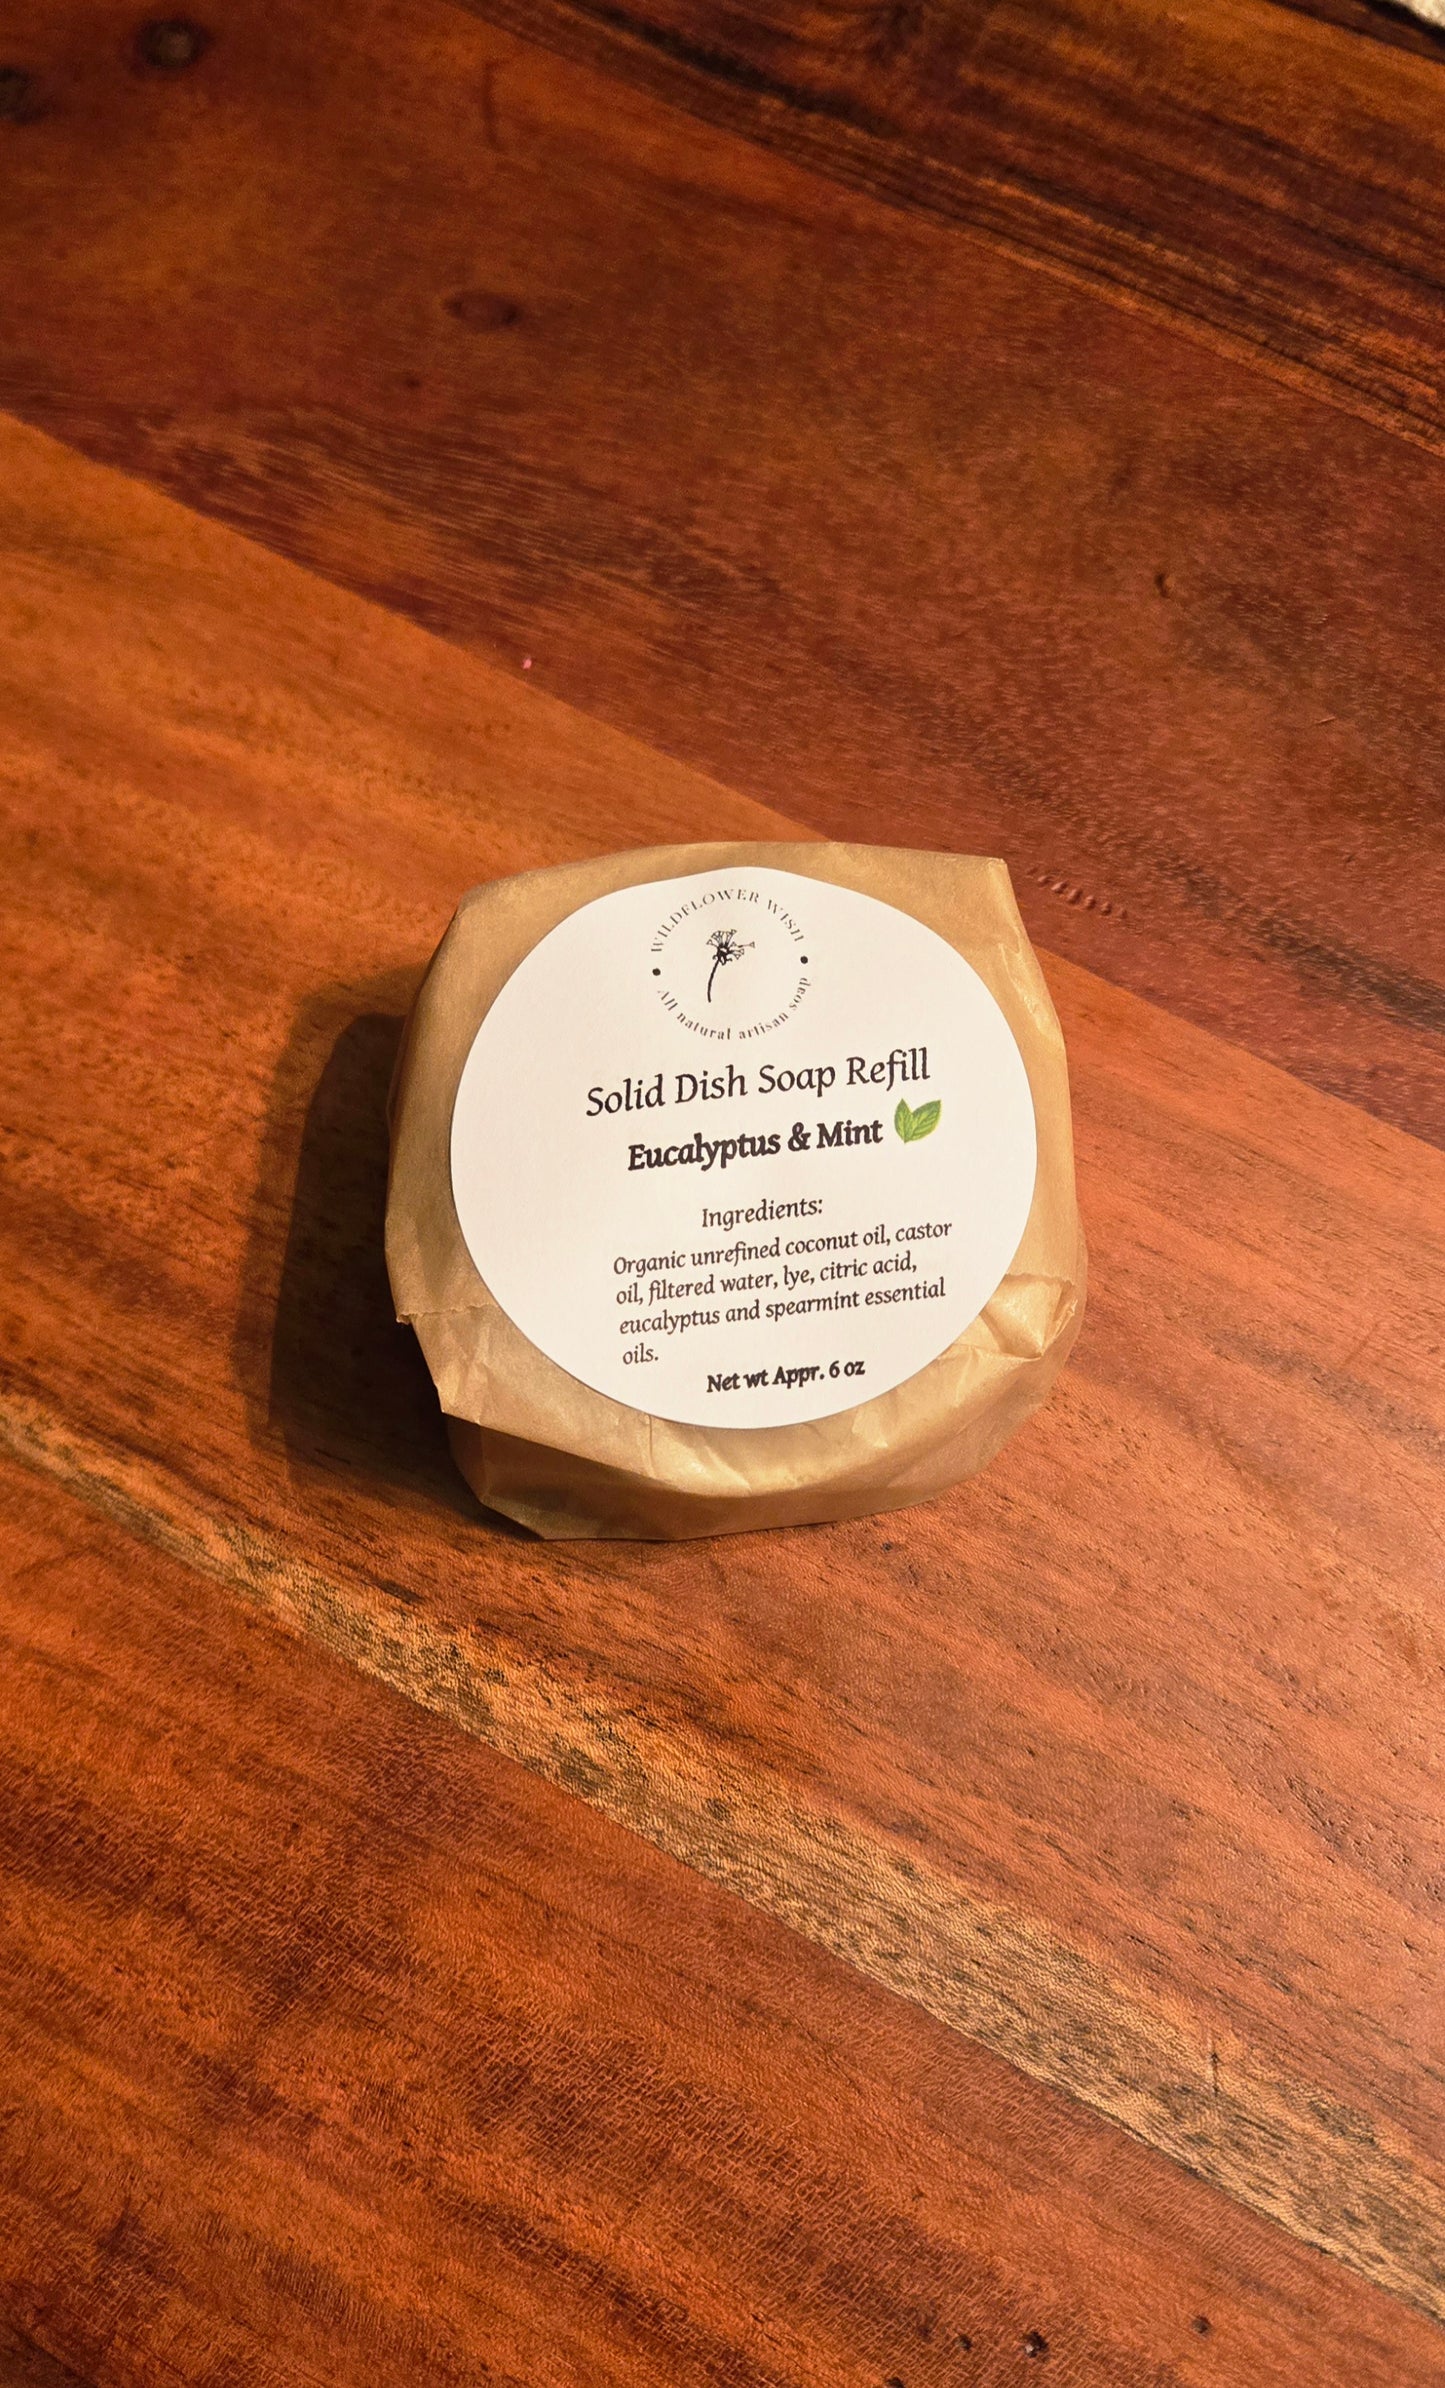 WILDFLOWER WISH
All natural artisan soap
Solid Dish Soap Refill
Eucalyptus & Mint
Ingredients:
Organic unrefined coconut oil, castor
oil, filtered water, lye, citric acid,
eucalyptus and spearmint essential
oils.
Net wt Appr. 6 oz